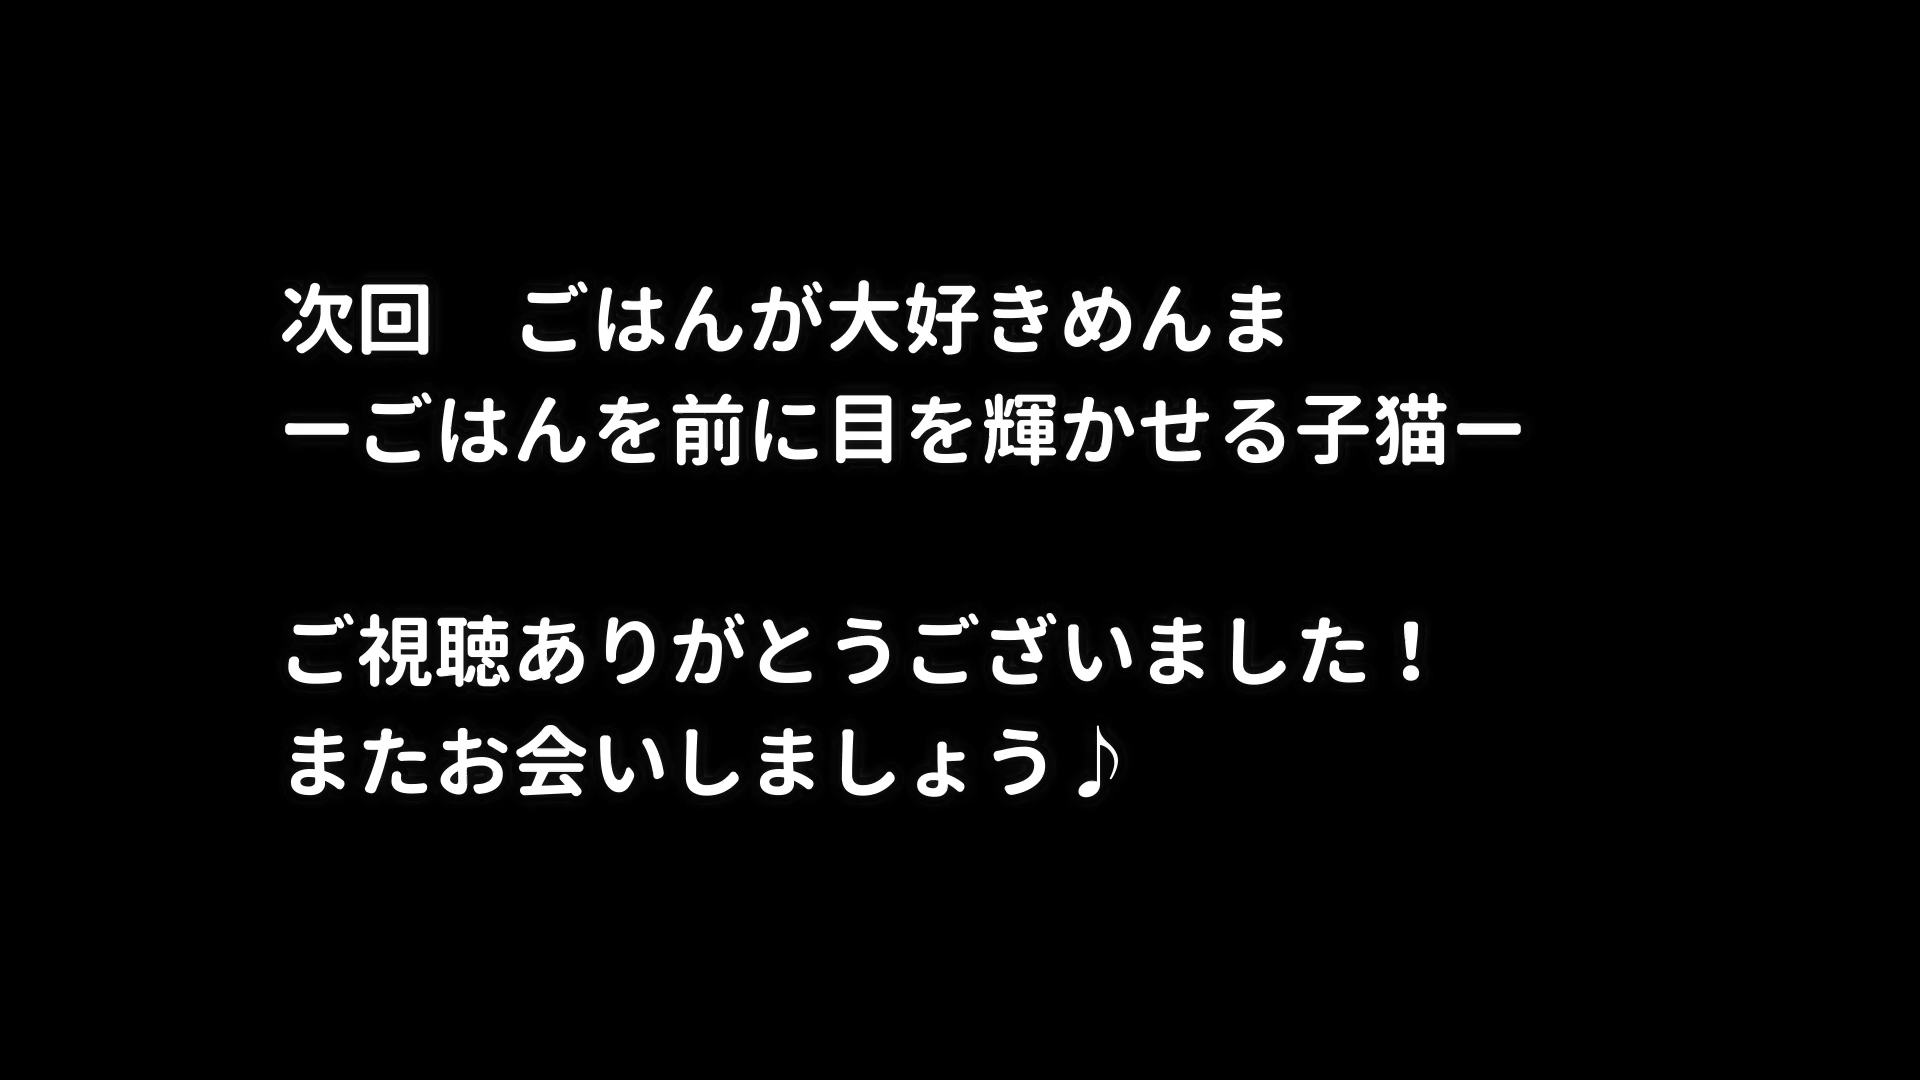 次回　ごはんが大好きめんま
ーごはんを前に目を輝かせる子猫ー
ご視聴ありがとうございました！
またお会いしましょう♪